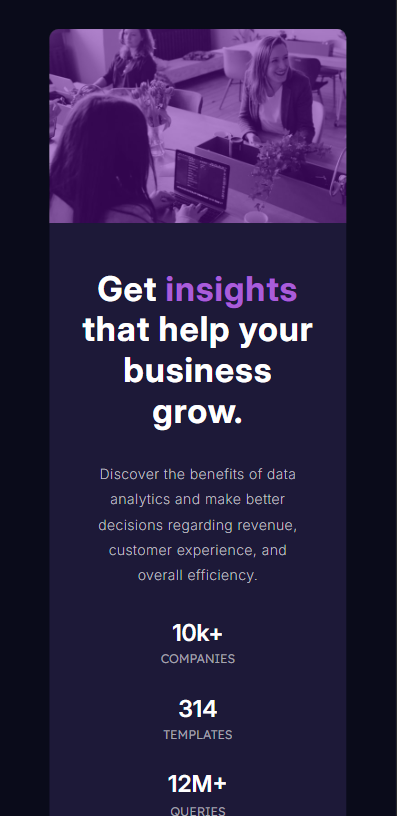 Get insights
that help your
business
grow.
Discover the benefits of data
analytics and make better
decisions regarding revenue,
customer experience, and
overall efficiency.
10k+
COMPANIES
314
TEMPLATES
12M+
QUERIES